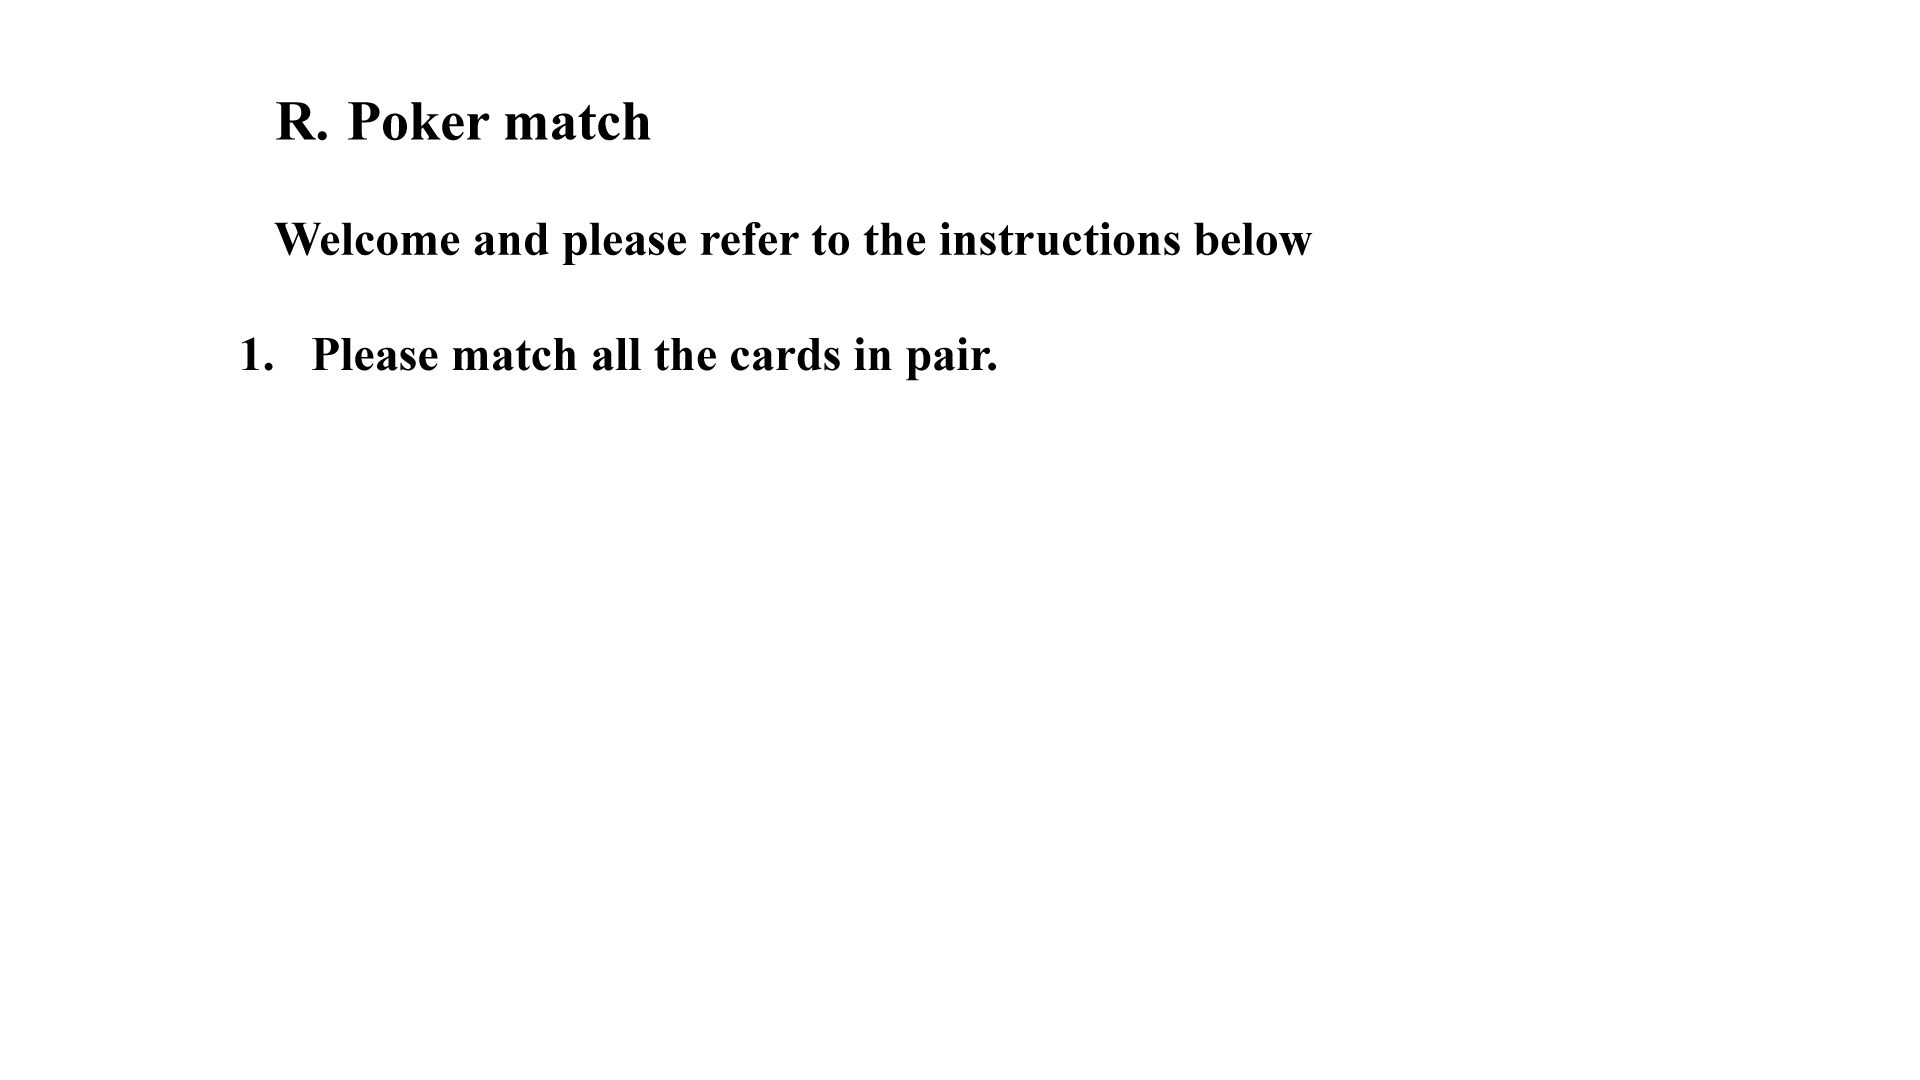 R. Poker match
Welcome and please refer to the instructions below
1. Please match all the cards in pair.